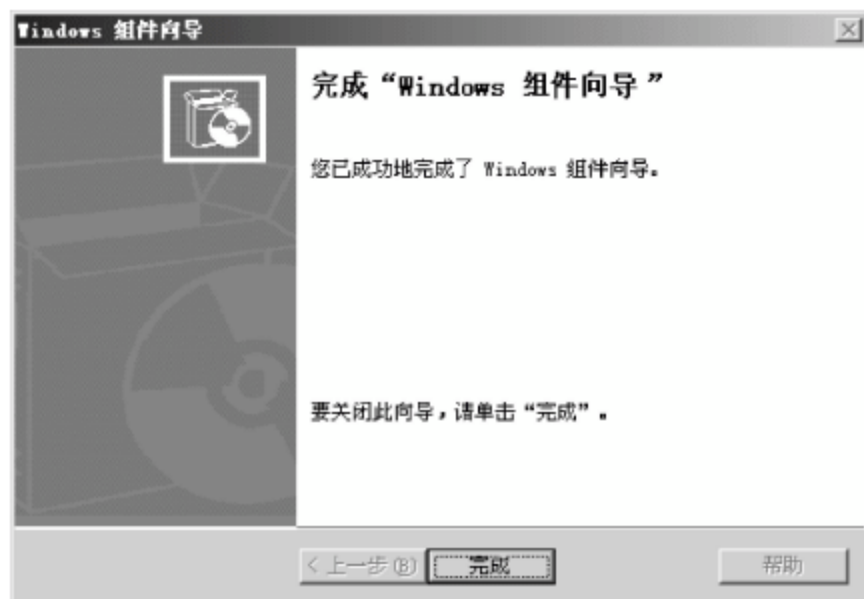 Windows 组件向导
完成“Windows 组件向导”
您已成功地完成了 Windows 组件向导。
要关闭此向导，请单击“完成”。
< 上一步(B) 完成 帮助